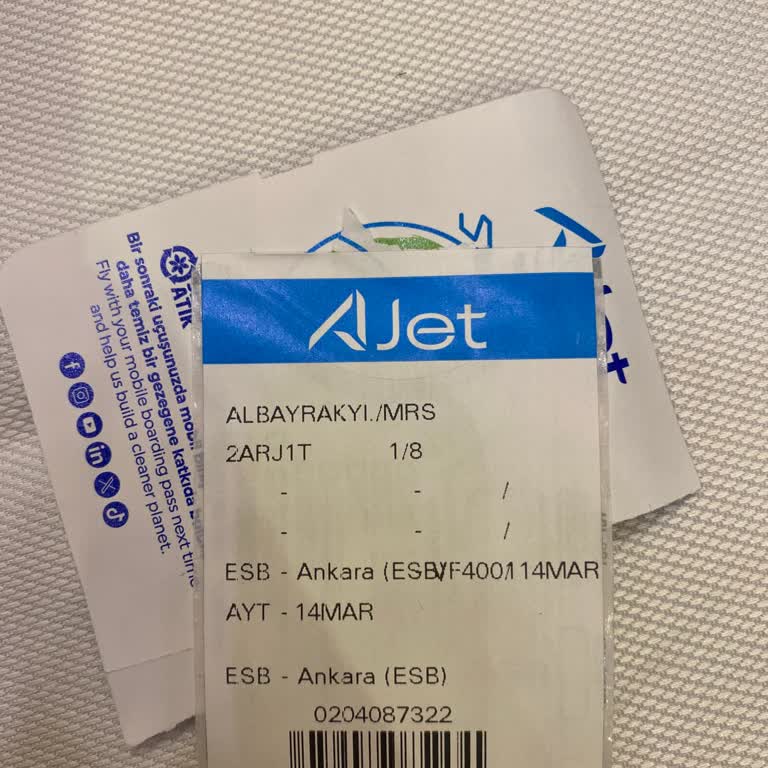 AJet
ALBAYRAKYI./MRS
2ARJ1T 1/8
- - /
- - /
ESB - Ankara (ESB) VF4001 14MAR
AYT - 14MAR
ESB - Ankara (ESB)
0204087322
ATIK
Bir sonraki uçuşunuzda
daha temiz bir gezegene katkıda
Fly with your mobile boarding pass next time
and help us build a cleaner planet.